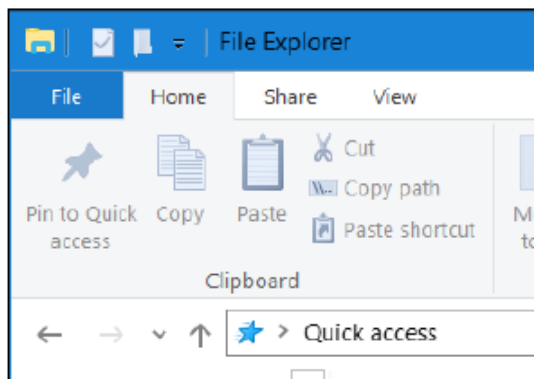 File Explorer
File Home Share View
Pin to Quick access
Copy
Paste
Cut
Copy path
Paste shortcut
Clipboard
Quick access